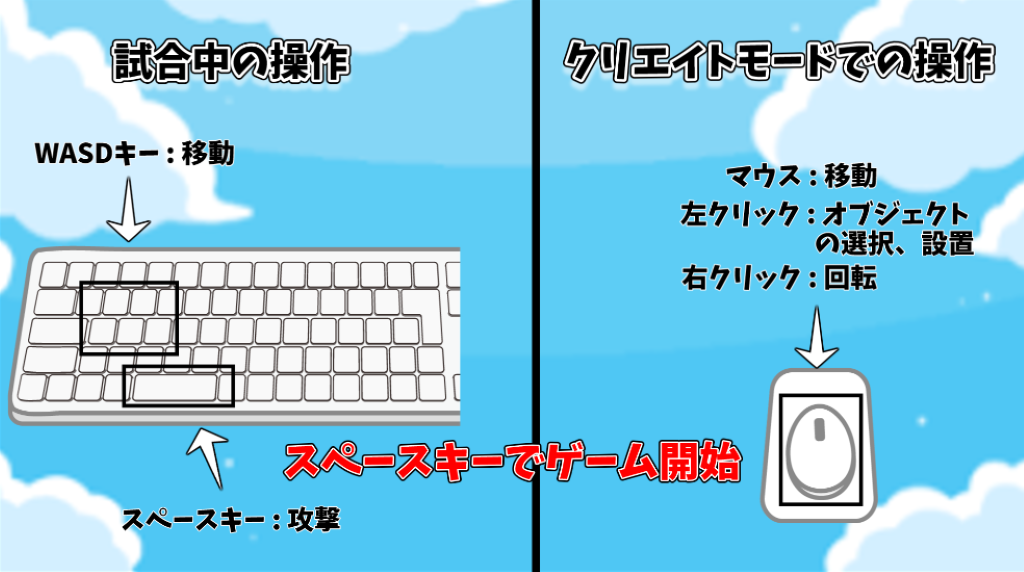 試合中の操作
WASDキー：移動
スペースキー：攻撃
クリエイトモードでの操作
マウス：移動
左クリック：オブジェクト
の選択、設置
右クリック：回転
スペースキーでゲーム開始